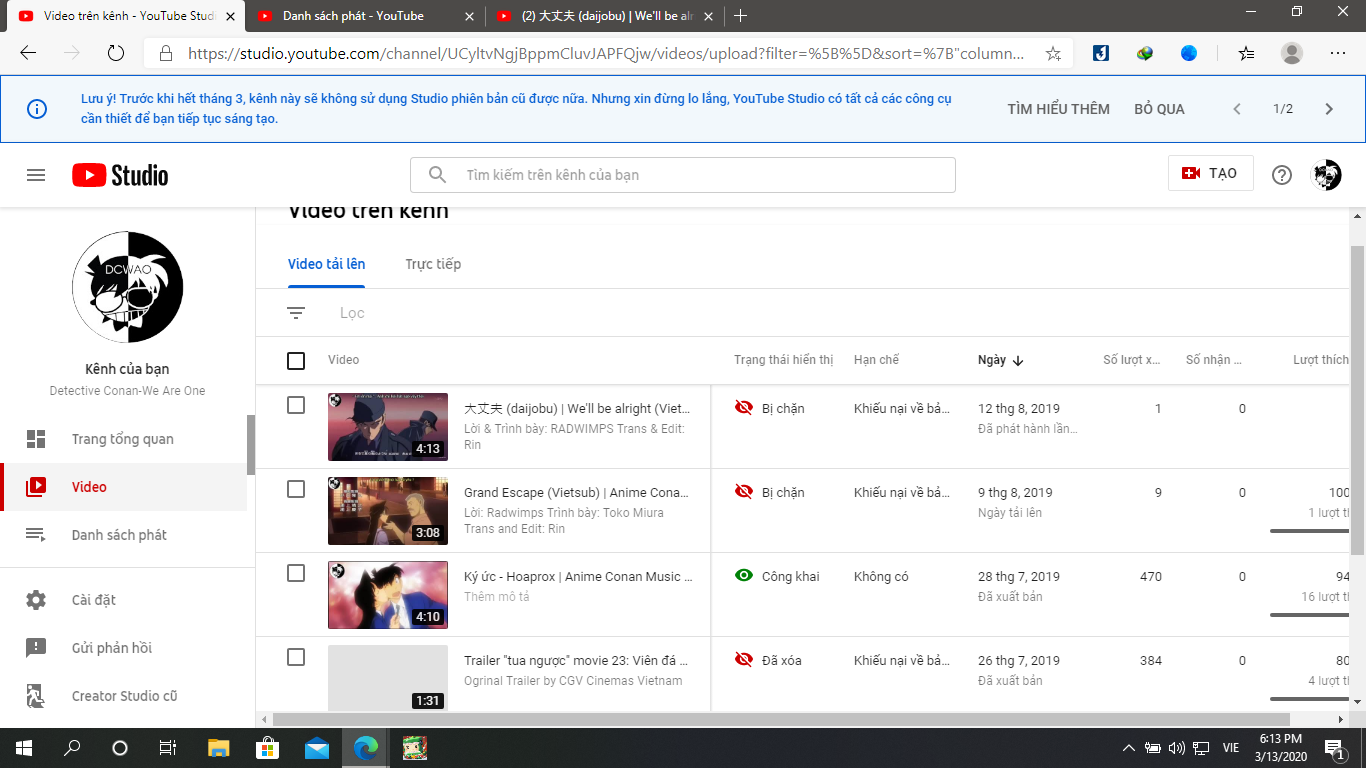 Video trên kênh - YouTube Studi
Danh sách phát - YouTube
(2) 大丈夫 (daijobu) | We'll be alr
https://studio.youtube.com/channel/UCyltvNgjBppmCluvJAPFQjw/videos/upload?filter=%5B%5D&sort=%7B"column...
Lưu ý! Trước khi hết tháng 3, kênh này sẽ không sử dụng Studio phiên bản cũ được nữa. Nhưng xin đừng lo lắng, YouTube Studio có tất cả các công cụ
cần thiết để bạn tiếp tục sáng tạo.
TÌM HIỂU THÊM
BỎ QUA
1/2
Studio
Tìm kiếm trên kênh của bạn
TẠO
Video trên kênh
DCWAO
Kênh của bạn
Detective Conan-We Are One
Trang tổng quan
Video
Danh sách phát
Cài đặt
Gửi phản hồi
Creator Studio cũ
Video tải lên
Trực tiếp
Lọc
Video
Trạng thái hiển thị
Hạn chế
Ngày
Số lượt x...
Số nhận ...
Lượt thích
4:13
大丈夫 (daijobu) | We'll be alright (Viet...
Lời & Trình bày: RADWIMPS Trans & Edit:
Rin
Bị chặn
Khiếu nại về bả...
12 thg 8, 2019
Đã phát hành lần...
1
0
3:08
Grand Escape (Vietsub) | Anime Cona...
Lời: Radwimps Trình bày: Toko Miura
Trans and Edit: Rin
Bị chặn
Khiếu nại về bả...
9 thg 8, 2019
Ngày tải lên
9
0
100
1 lượt th
4:10
Ký ức - Hoaprox | Anime Conan Music ...
Thêm mô tả
Công khai
Không có
28 thg 7, 2019
Đã xuất bản
470
0
94
16 lượt th
1:31
Trailer "tua ngược" movie 23: Viên đá ...
Ogrinal Trailer by CGV Cinemas Vietnam
Đã xóa
Khiếu nại về bả...
26 thg 7, 2019
Đã xuất bản
384
0
80
4 lượt th
VIE
6:13 PM
3/13/2020
1